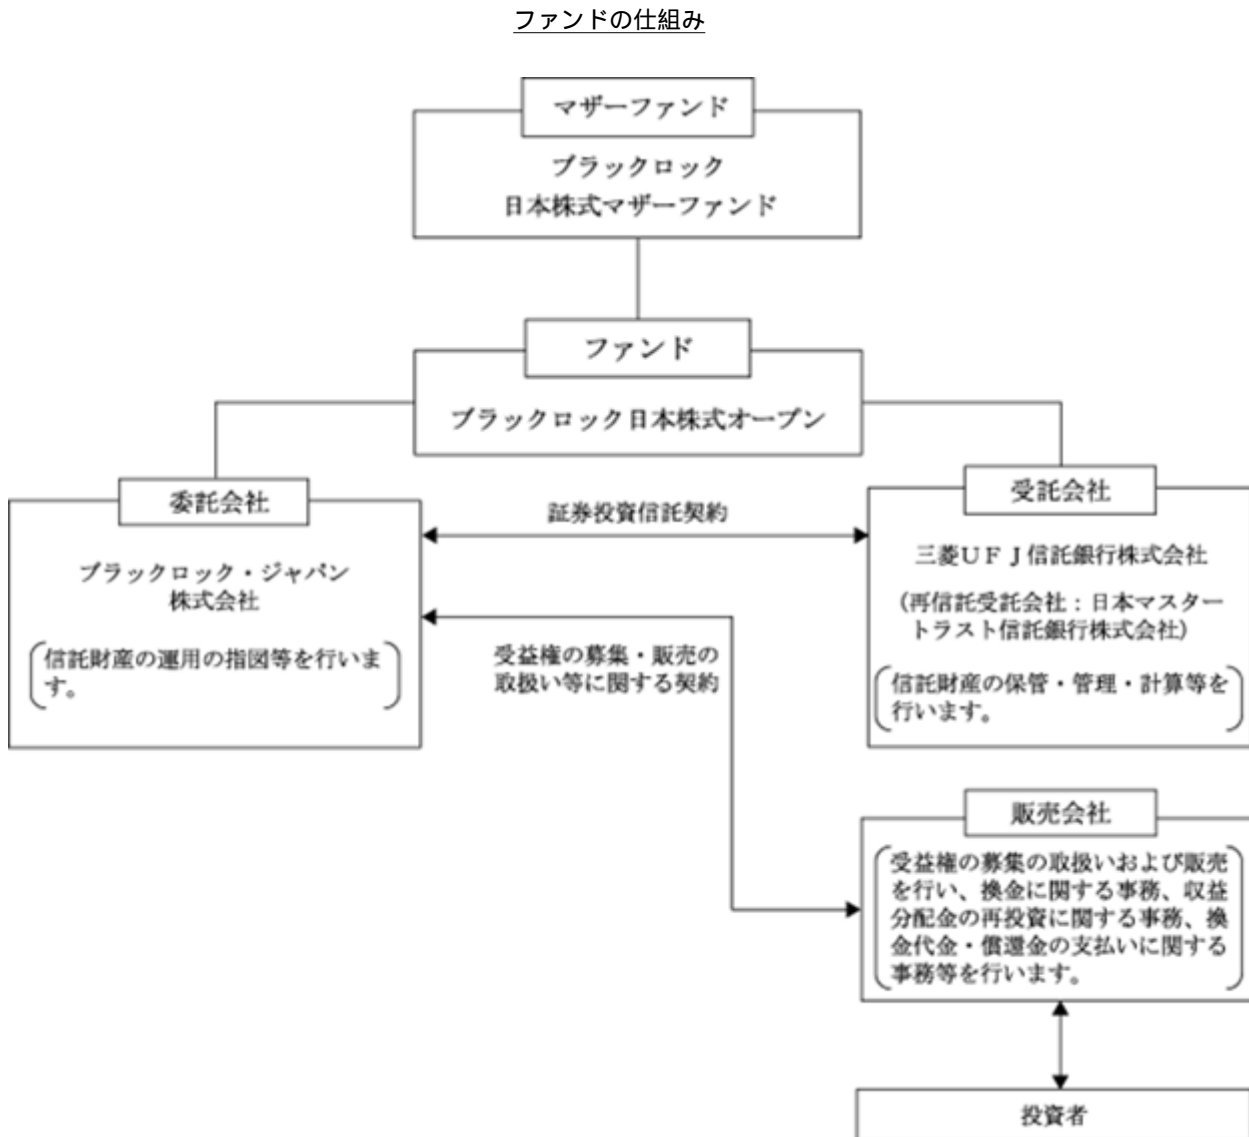 ファンドの仕組み
マザーファンド
ブラックロック
日本株式マザーファンド
ファンド
ブラックロック日本株式オープン
委託会社
ブラックロック・ジャパン
株式会社
信託財産の運用の指図等を行いま
す。
証券投資信託契約
受益権の募集・販売の
取扱い等に関する契約
受託会社
三菱UFJ信託銀行株式会社
(再信託受託会社:日本マスター
トラスト信託銀行株式会社)
信託財産の保管・管理・計算等を
行います。
販売会社
受益権の募集の取扱いおよび販売
を行い、換金に関する事務、収益
分配金の再投資に関する事務、換
金代金・償還金の支払いに関する
事務等を行います。
投資者